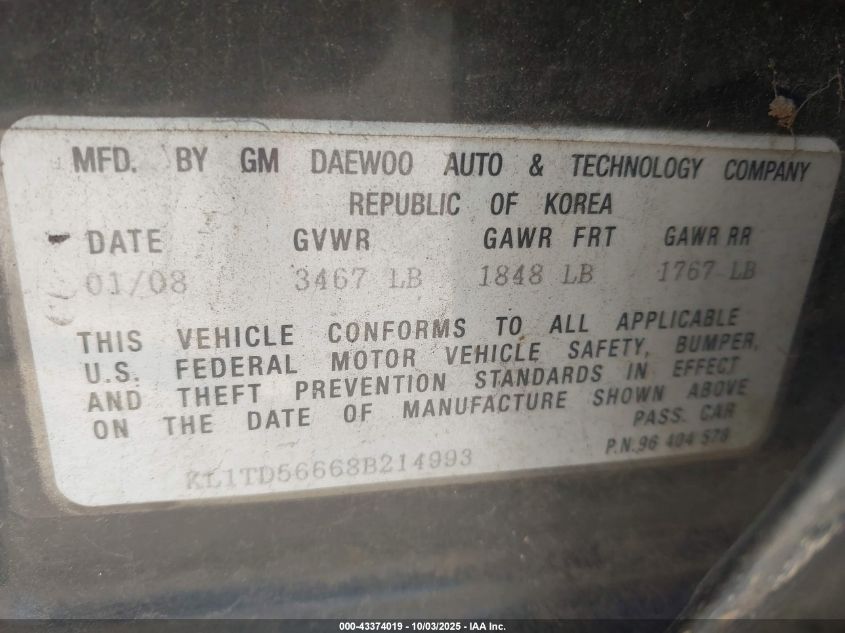 MFD. BY GM DAEWOO AUTO & TECHNOLOGY COMPANY
REPUBLIC OF KOREA
DATE GVWR GAWR FRT GAWR RR
01/08 3467 LB 1848 LB 1767 LB
THIS VEHICLE CONFORMS TO ALL APPLICABLE
U.S. FEDERAL MOTOR VEHICLE SAFETY, BUMPER,
AND THEFT PREVENTION STANDARDS IN EFFECT
ON THE DATE OF MANUFACTURE SHOWN ABOVE
PASS. CAR
KL1TD56668B214993 P.N.96 404 578
000-43374019 - 10/03/2025 - IAA Inc.